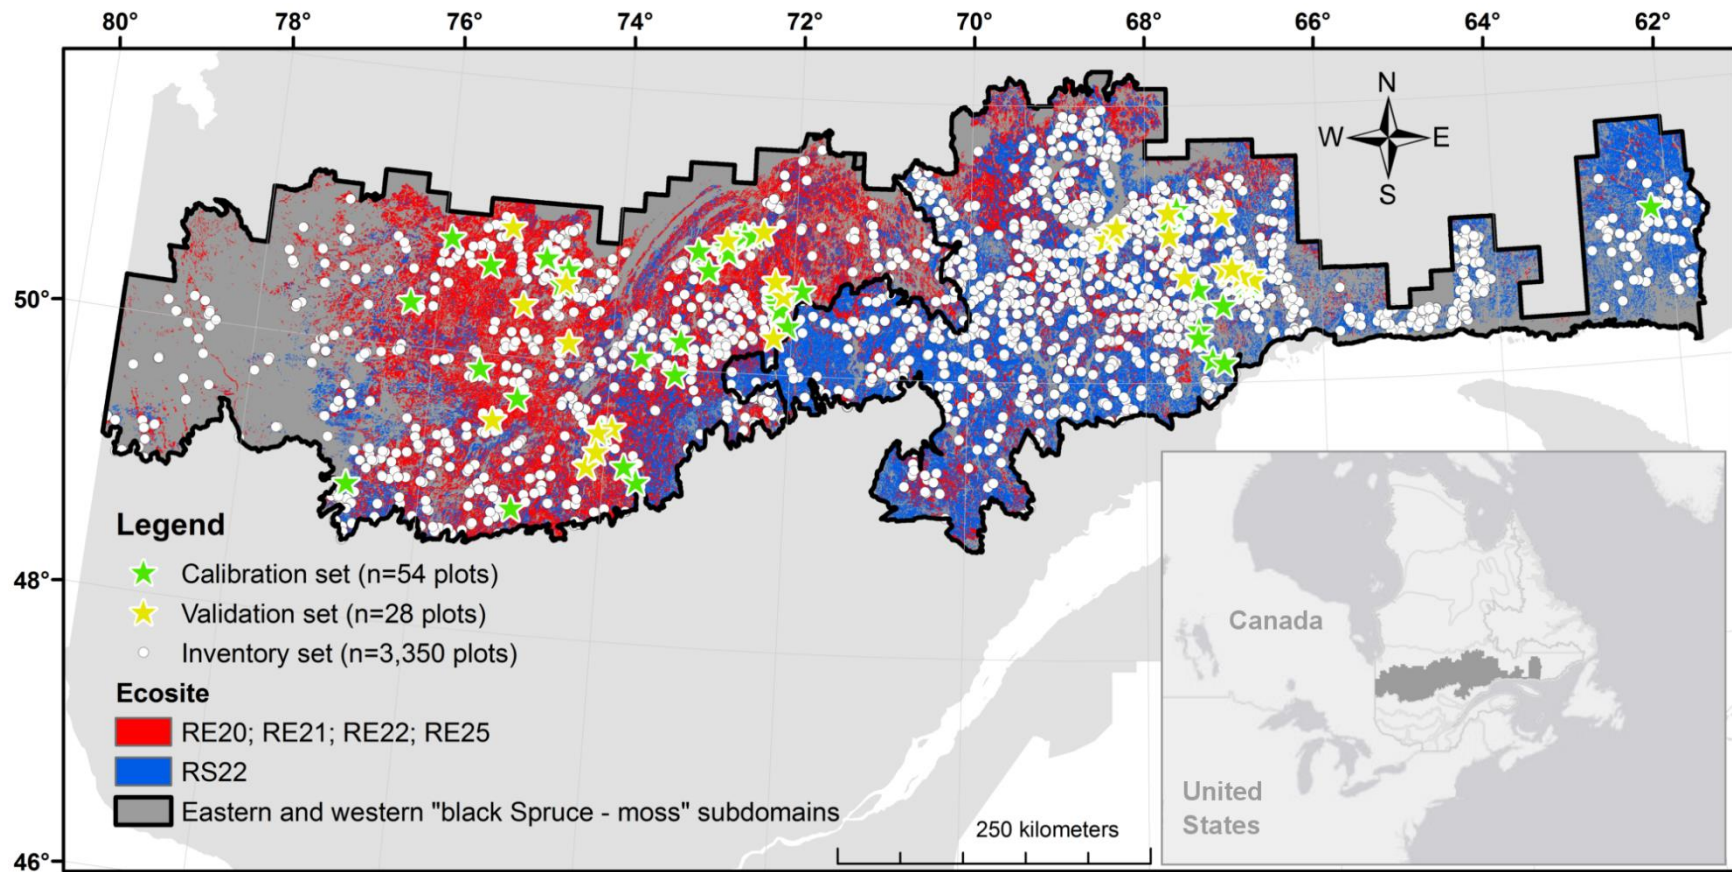 80° 78° 76° 74° 72° 70° 68° 66° 64° 62°
N
W E
S
50°
48°
46°
Legend
Calibration set (n=54 plots)
Validation set (n=28 plots)
Inventory set (n=3,350 plots)
Ecosite
RE20; RE21; RE22; RE25
RS22
Eastern and western "black Spruce - moss" subdomains
250 kilometers
Canada
United
States